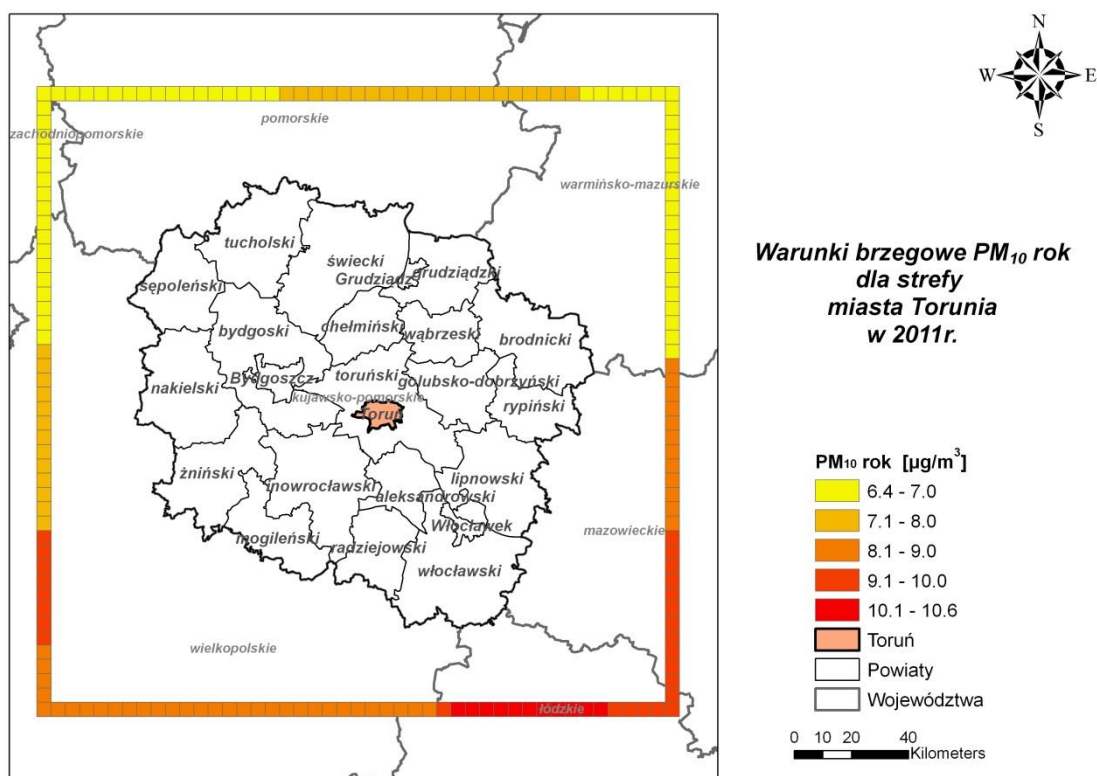 N
W E
S
pomorskie
zachodniopomorskie
warmińsko-mazurskie
tucholski
świecki
Grudziądz
grudziądzki
sępoleński
bydgoski
chełmiński
wąbrzeski
brodnicki
Bydgoszcz
toruński
golubsko-dobrzyński
nakielski
kujawsko-pomorskie
Toruń
rypiński
żniński
inowrocławski
lipnowski
aleksandrowski
Włocławek
mogileński
radziejowski
włocławski
mazowieckie
wielkopolskie
łódzkie
Warunki brzegowe PM₁₀ rok
dla strefy
miasta Torunia
w 2011r.
PM₁₀ rok [µg/m³]
6.4 - 7.0
7.1 - 8.0
8.1 - 9.0
9.1 - 10.0
10.1 - 10.6
Toruń
Powiaty
Województwa
0 10 20 40
Kilometers